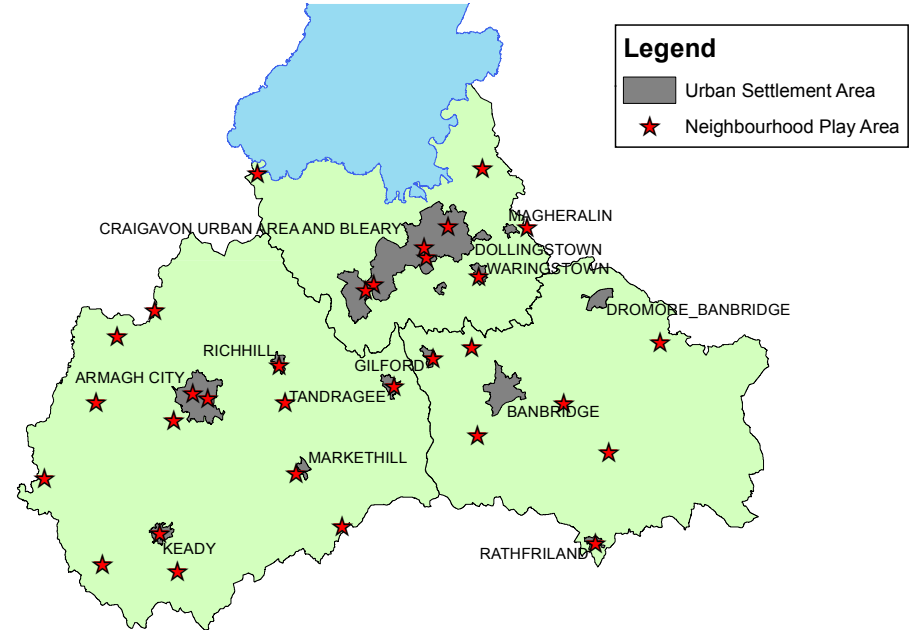 Legend
Urban Settlement Area
Neighbourhood Play Area
MAGHERALIN
CRAIGAVON URBAN AREA AND BLEARY
DOLLINGSTOWN
WARINGSTOWN
DROMORE_BANBRIDGE
RICHHILL
GILFORD
ARMAGH CITY
TANDRAGEE
BANBRIDGE
MARKETHILL
KEADY
RATHFRILAND